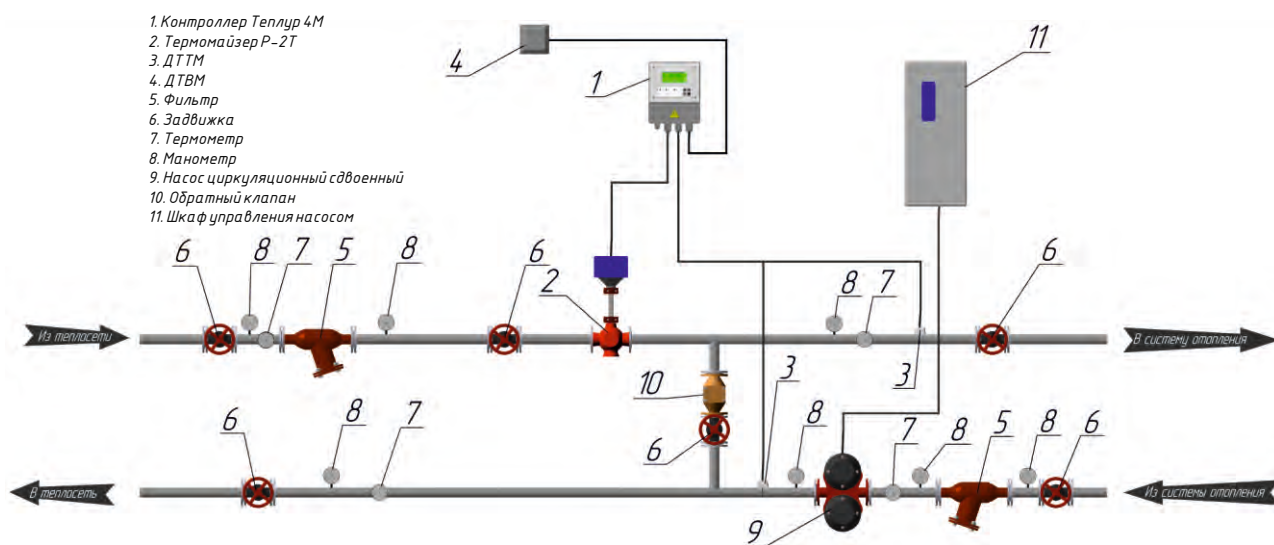 1. Контроллер Теплур 4М
2. Термомайзер Р-2Т
3. ДТТМ
4. ДТВМ
5. Фильтр
6. Задвижка
7. Термометр
8. Манометр
9. Насос циркуляционный сдвоенный
10. Обратный клапан
11. Шкаф управления насосом
4
1
11
6
8
7
5
8
6
2
8
7
6
Из теплосети
В систему отопления
10
3
3
6
8
7
6
8
7
8
5
8
6
В теплосеть
Из системы отопления
9